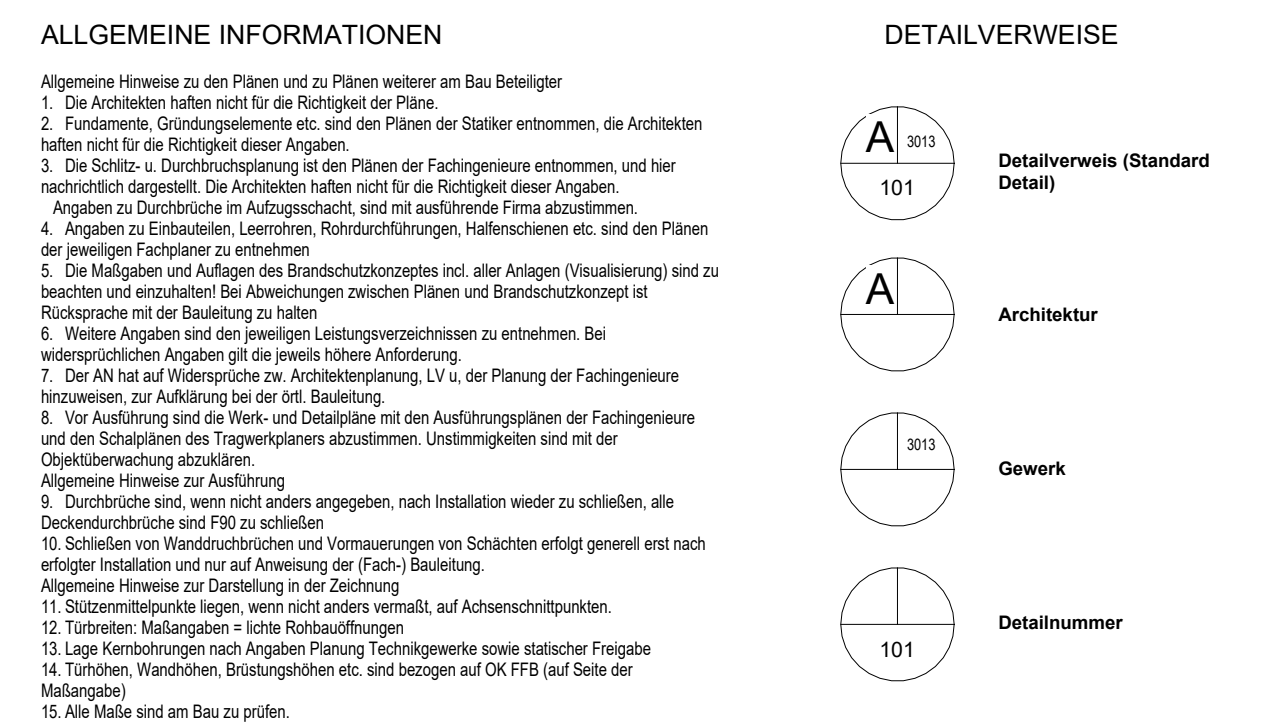 ALLGEMEINE INFORMATIONEN
Allgemeine Hinweise zu den Plänen und zu Plänen weiterer am Bau Beteiligter
1. Die Architekten haften nicht für die Richtigkeit der Pläne.
2. Fundamente, Gründungselemente etc. sind den Plänen der Statiker entnommen, die Architekten
haften nicht für die Richtigkeit dieser Angaben.
3. Die Schlitz- u. Durchbruchsplanung ist den Plänen der Fachingenieure entnommen, und hier
nachrichtlich dargestellt. Die Architekten haften nicht für die Richtigkeit dieser Angaben.
Angaben zu Durchbrüche im Aufzugsschacht, sind mit ausführende Firma abzustimmen.
4. Angaben zu Einbauteilen, Leerrohren, Rohrdurchführungen, Halfenschienen etc. sind den Plänen
der jeweiligen Fachplaner zu entnehmen
5. Die Maßgaben und Auflagen des Brandschutzkonzeptes incl. aller Anlagen (Visualisierung) sind zu
beachten und einzuhalten! Bei Abweichungen zwischen Plänen und Brandschutzkonzept ist
Rücksprache mit der Bauleitung zu halten
6. Weitere Angaben sind den jeweiligen Leistungsverzeichnissen zu entnehmen. Bei
widersprüchlichen Angaben gilt die jeweils höhere Anforderung.
7. Der AN hat auf Widersprüche zw. Architektenplanung, LV u, der Planung der Fachingenieure
hinzuweisen, zur Aufklärung bei der örtl. Bauleitung.
8. Vor Ausführung sind die Werk- und Detailpläne mit den Ausführungsplänen der Fachingenieure
und den Schalplänen des Tragwerkplaners abzustimmen. Unstimmigkeiten sind mit der
Objektüberwachung abzuklären.
Allgemeine Hinweise zur Ausführung
9. Durchbrüche sind, wenn nicht anders angegeben, nach Installation wieder zu schließen, alle
Deckendurchbrüche sind F90 zu schließen
10. Schließen von Wanddruchbrüchen und Vormauerungen von Schächten erfolgt generell erst nach
erfolgter Installation und nur auf Anweisung der (Fach-) Bauleitung.
Allgemeine Hinweise zur Darstellung in der Zeichnung
11. Stützenmittelpunkte liegen, wenn nicht anders vermaßt, auf Achsenschnittpunkten.
12. Türbreiten: Maßangaben = lichte Rohbauöffnungen
13. Lage Kernbohrungen nach Angaben Planung Technikgewerke sowie statischer Freigabe
14. Türhöhen, Wandhöhen, Brüstungshöhen etc. sind bezogen auf OK FFB (auf Seite der
Maßangabe)
15. Alle Maße sind am Bau zu prüfen.
DETAILVERWEISE
A 3013
101
Detailverweis (Standard
Detail)
A
Architektur
3013
Gewerk
101
Detailnummer